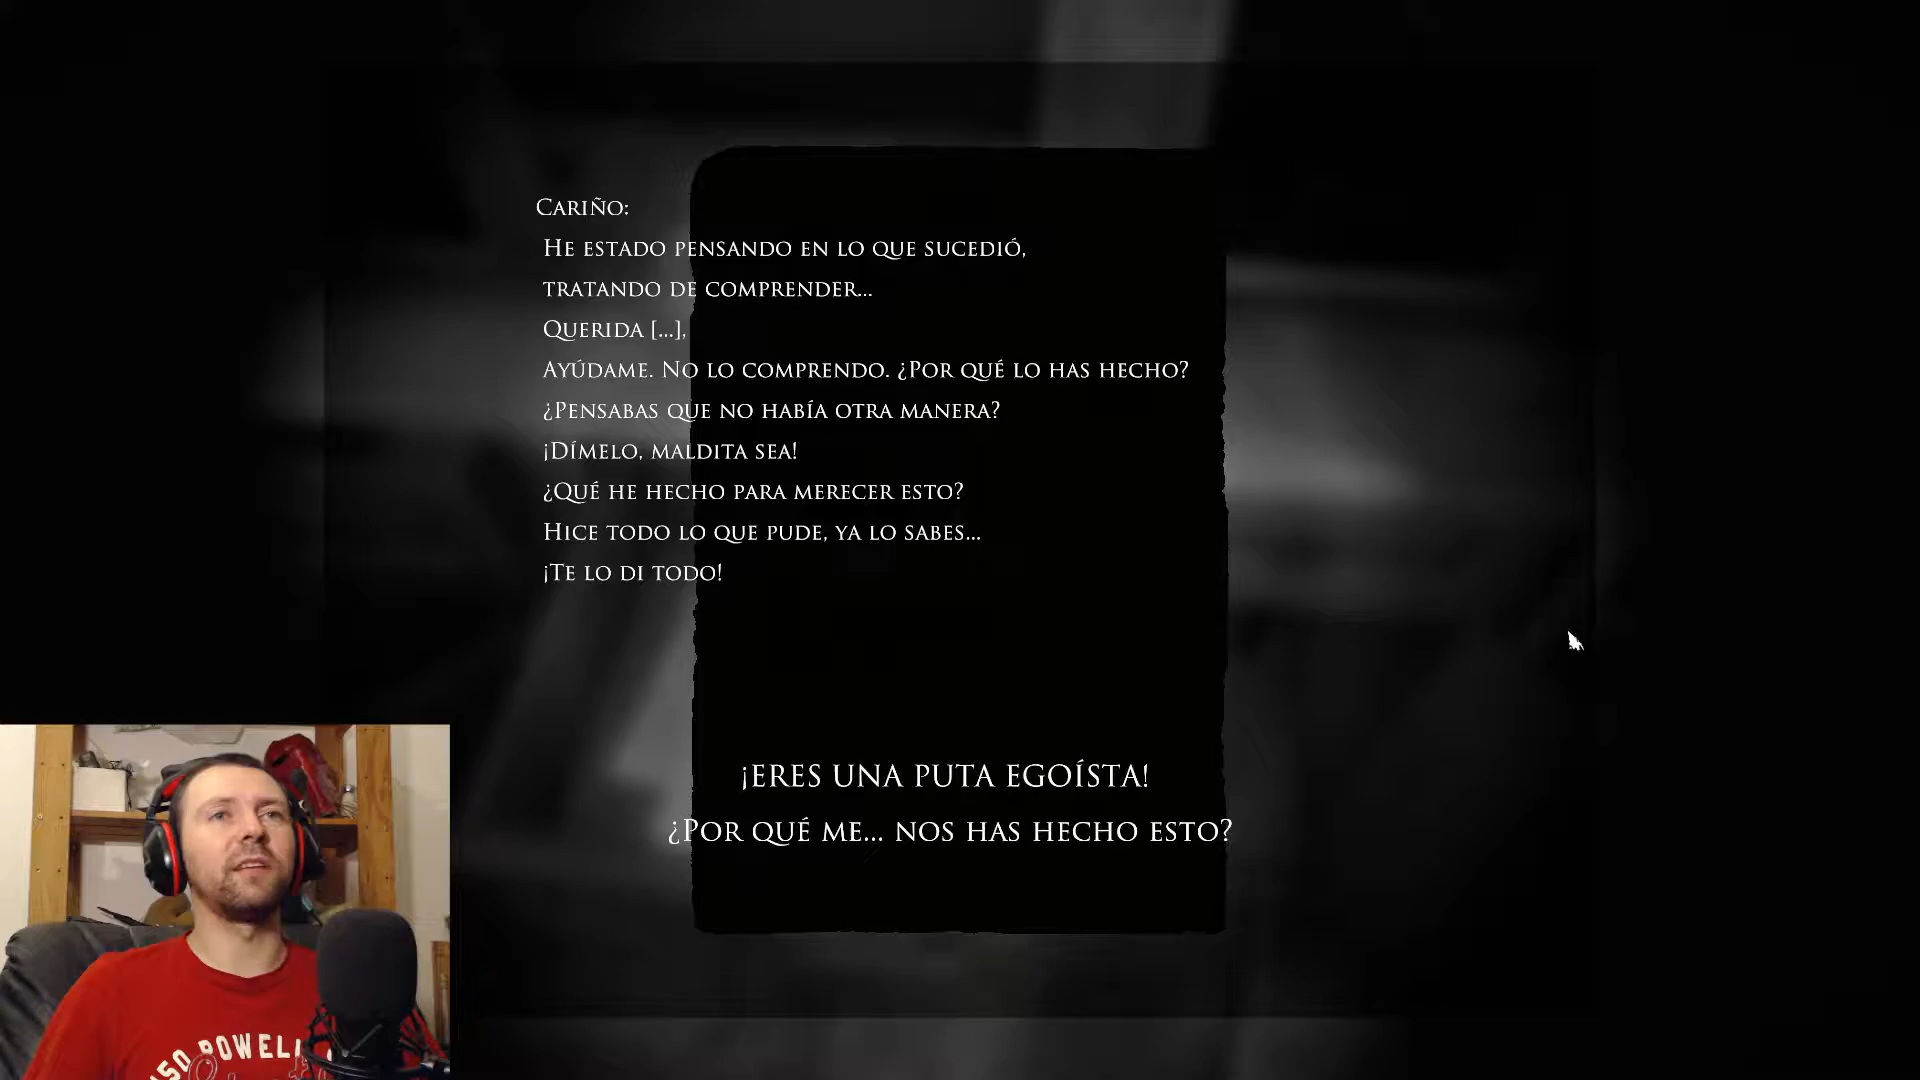 Cariño:
He estado pensando en lo que sucedió,
tratando de comprender...
Querida [...],
Ayúdame. No lo comprendo. ¿Por qué lo has hecho?
¿Pensabas que no había otra manera?
¡Dímelo, maldita sea!
¿Qué he hecho para merecer esto?
Hice todo lo que pude, ya lo sabes...
¡Te lo di todo!
¡ERES UNA PUTA EGOÍSTA!
¿Por qué me... nos has hecho esto?
POWELL